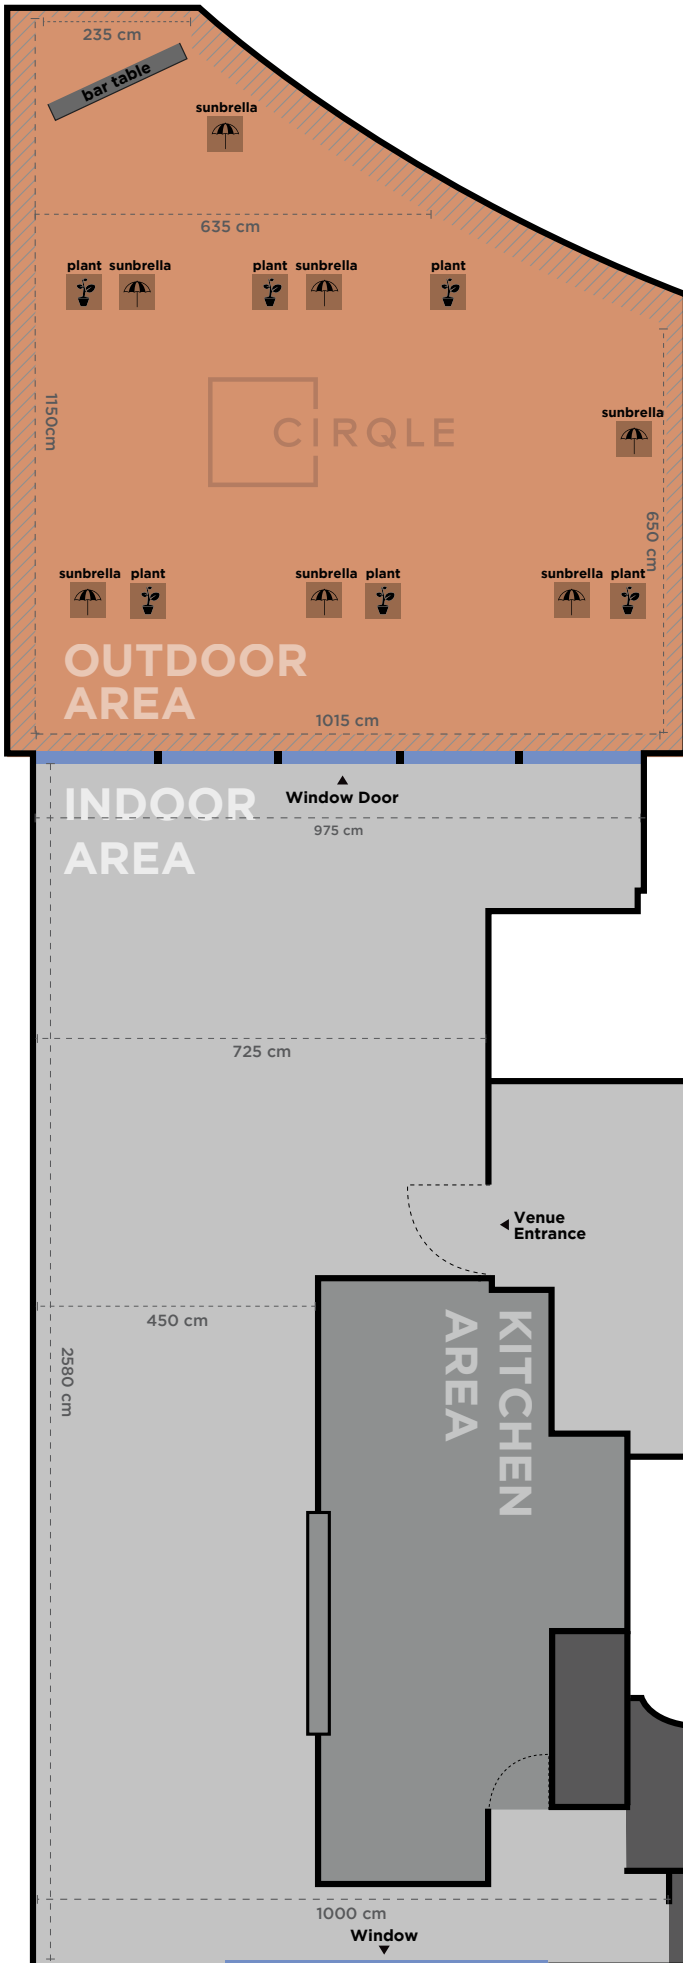 235 cm
bar table
sunbrella
635 cm
plant sunbrella plant sunbrella plant
1150cm
CIRQLE
sunbrella
650 cm
sunbrella plant sunbrella plant sunbrella plant
OUTDOOR
AREA
1015 cm
INDOOR
AREA
Window Door
975 cm
725 cm
Venue
Entrance
450 cm
KITCHEN
AREA
2580 cm
1000 cm
Window